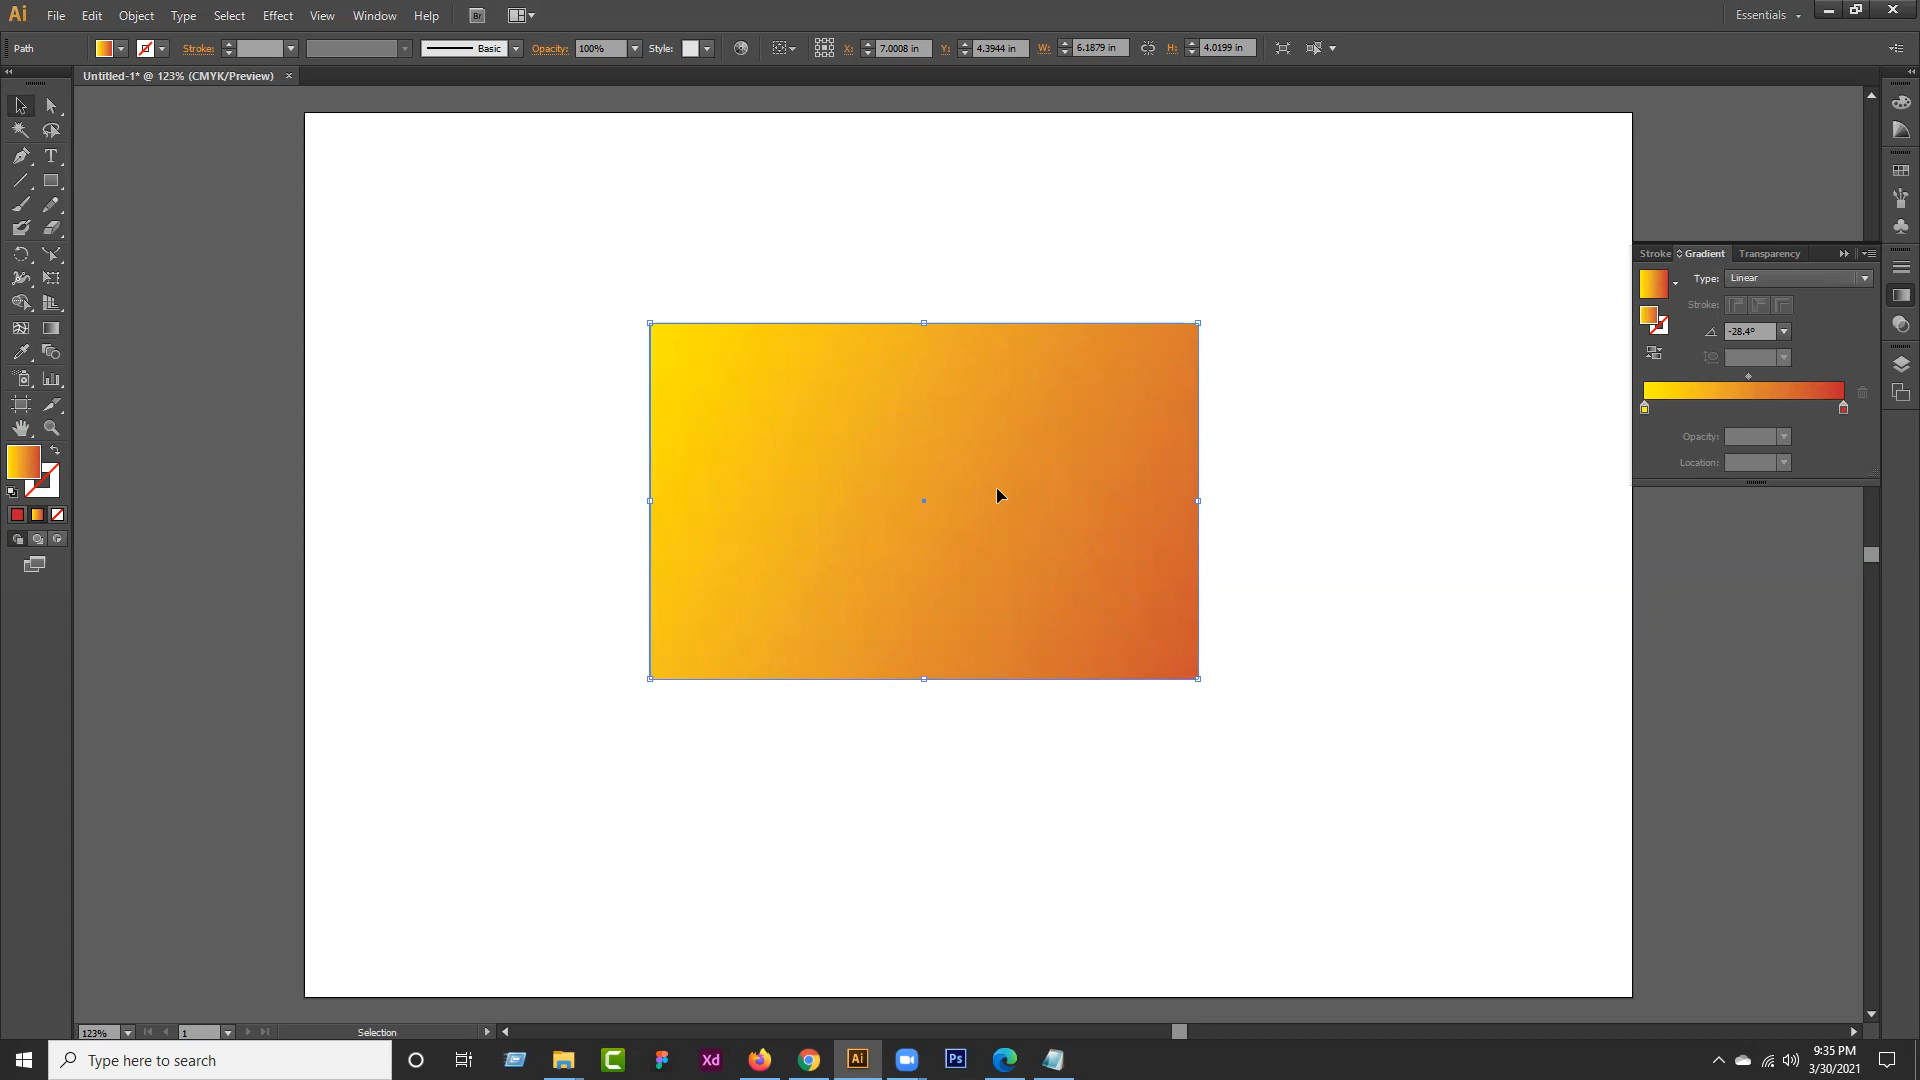 Ai File Edit Object Type Select Effect View Window Help Br Essentials
Path Stroke: Basic Opacity: 100% Style: X: 7.0008 in Y: 4.3944 in W: 6.1879 in H: 4.0199 in
Untitled-1* @ 123% (CMYK/Preview)
Stroke Gradient Transparency
Type: Linear
Stroke:
-28.4°
Opacity:
Location:
123% 1 Selection
Type here to search Xd Ai Ps
9:35 PM
3/30/2021